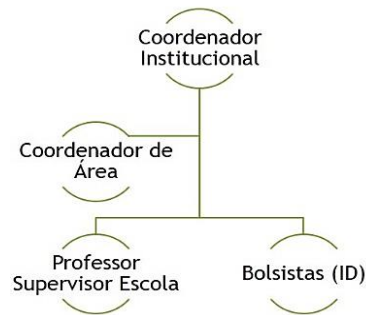 Coordenador
Institucional
Coordenador de
Área
Professor
Supervisor Escola
Bolsistas (ID)